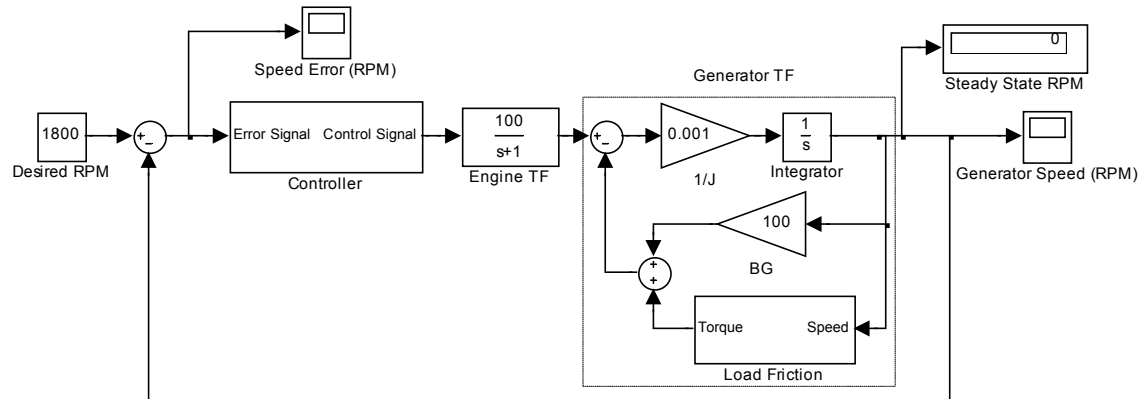 0
Speed Error (RPM)
Steady State RPM
Generator TF
1800
+
−
Error Signal
Control Signal
100
s+1
+
−
0.001
1
s
Desired RPM
Controller
Engine TF
1/J
Integrator
Generator Speed (RPM)
100
+
+
BG
Torque
Speed
Load Friction